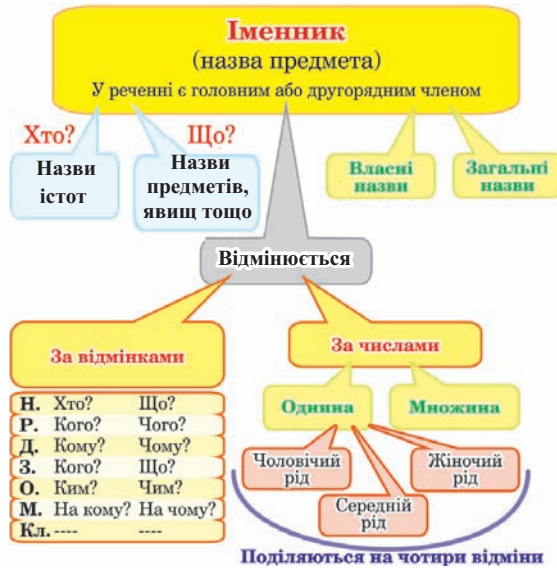 Іменник
(назва предмета)
У реченні є головним або другорядним членом
Хто?
Що?
Назви
істот
Назви
предметів,
явищ тощо
Власні
назви
Загальні
назви
Відмінюється
За відмінками
Н. Хто? Що?
Р. Кого? Чого?
Д. Кому? Чому?
З. Кого? Що?
О. Ким? Чим?
М. На кому? На чому?
Кл. ---- ----
За числами
Однина
Множина
Чоловічий
рід
Середній
рід
Жіночий
рід
Поділяються на чотири відміни